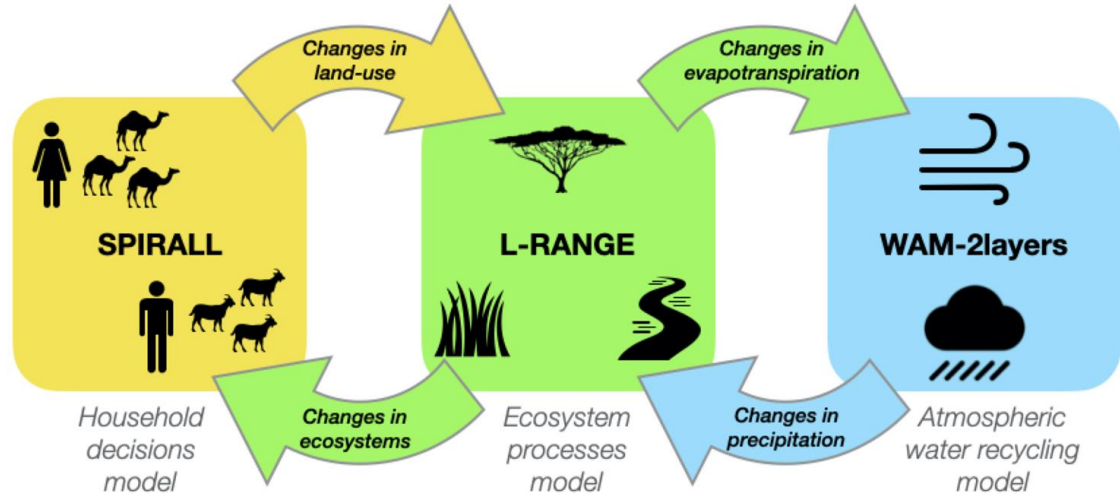 Changes in
land-use
Changes in
evapotranspiration
SPIRALL
L-RANGE
WAM-2layers
Changes in
ecosystems
Changes in
precipitation
Household
decisions
model
Ecosystem
processes
model
Atmospheric
water recycling
model